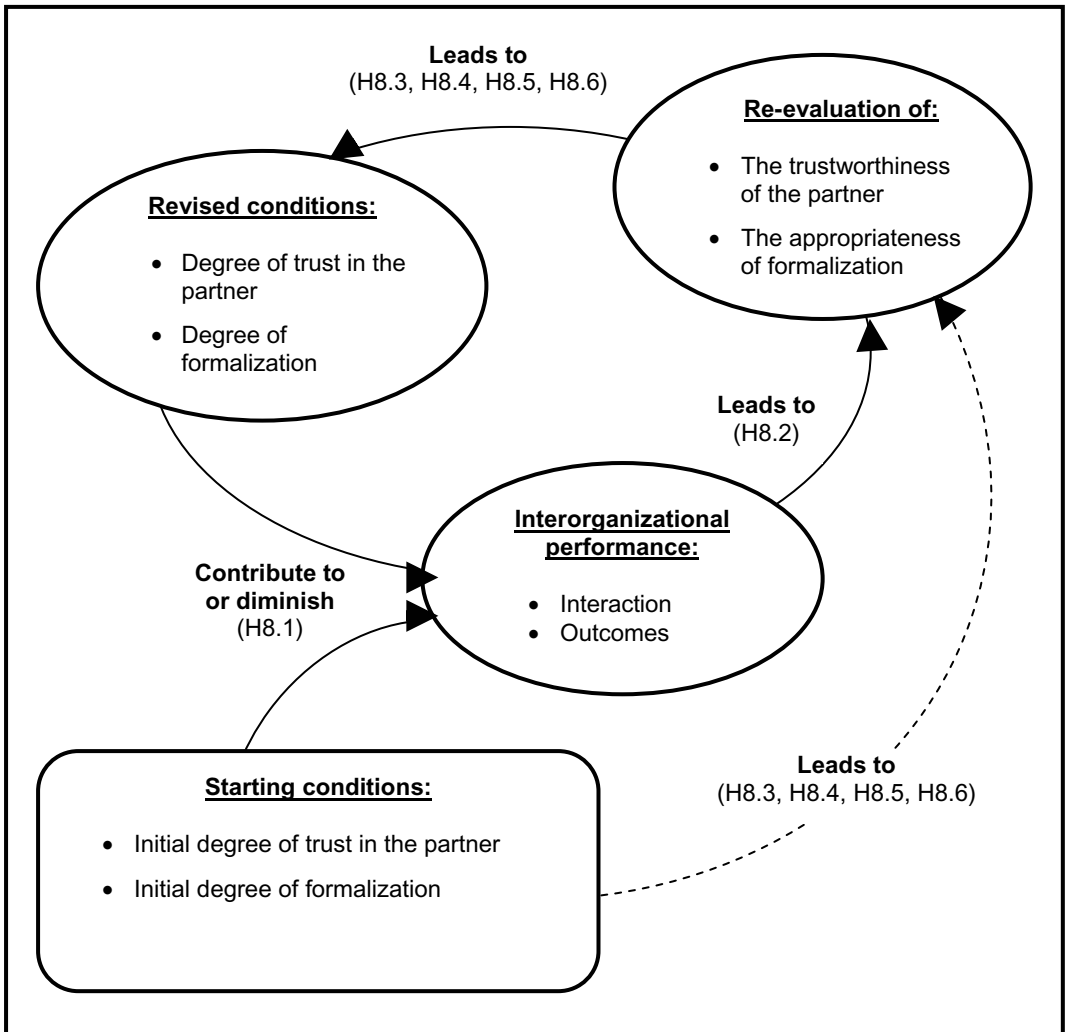 Leads to
(H8.3, H8.4, H8.5, H8.6)
Re-evaluation of:
• The trustworthiness
of the partner
• The appropriateness
of formalization
Revised conditions:
• Degree of trust in the
partner
• Degree of
formalization
Leads to
(H8.2)
Interorganizational
performance:
• Interaction
• Outcomes
Contribute to
or diminish
(H8.1)
Starting conditions:
• Initial degree of trust in the partner
• Initial degree of formalization
Leads to
(H8.3, H8.4, H8.5, H8.6)